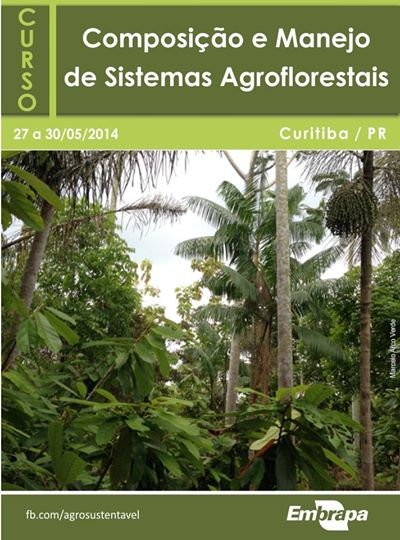 CURSO
Composição e Manejo
de Sistemas Agroflorestais
27 a 30/05/2014
Curitiba / PR
fb.com/agrosustentavel
Embrapa